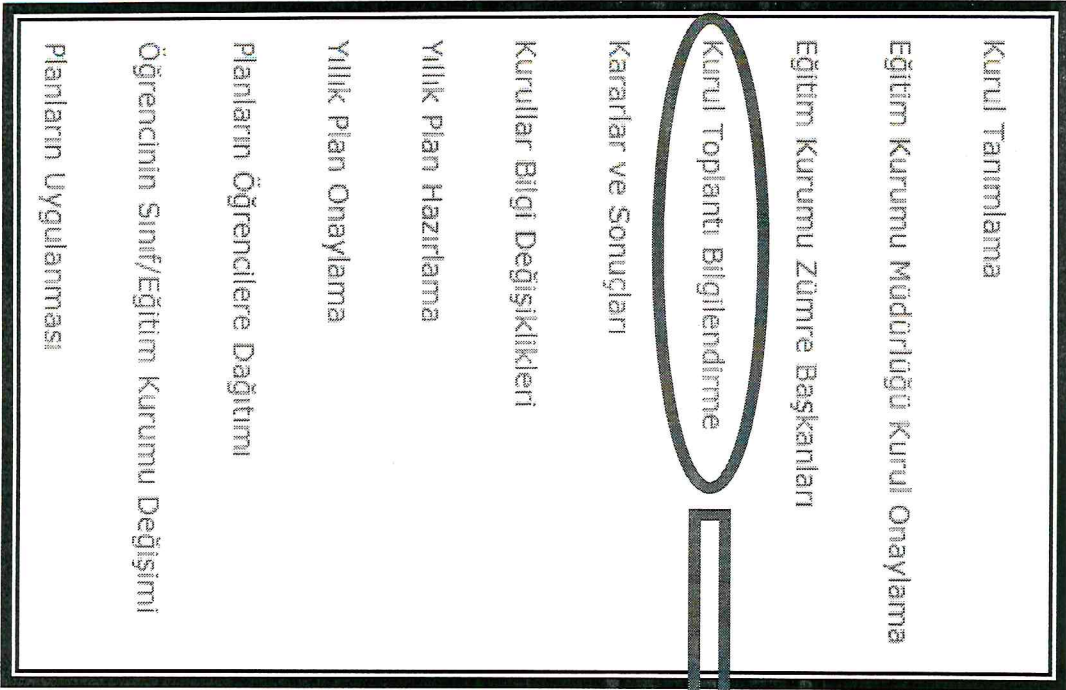 Kurul Tanımlama
Eğitim Kurumu Müdürlüğü Kurul Onaylama
Eğitim Kurumu Zümre Başkanları
Kurul Toplantı Bilgilendirme
Kararlar ve Sonuçları
Kurullar Bilgi Değişiklikleri
Yıllık Plan Hazırlama
Yıllık Plan Onaylama
Planların Öğrencilere Dağıtımı
Öğrencinin Sınıf/Eğitim Kurumu Değişimi
Planların Uygulanması